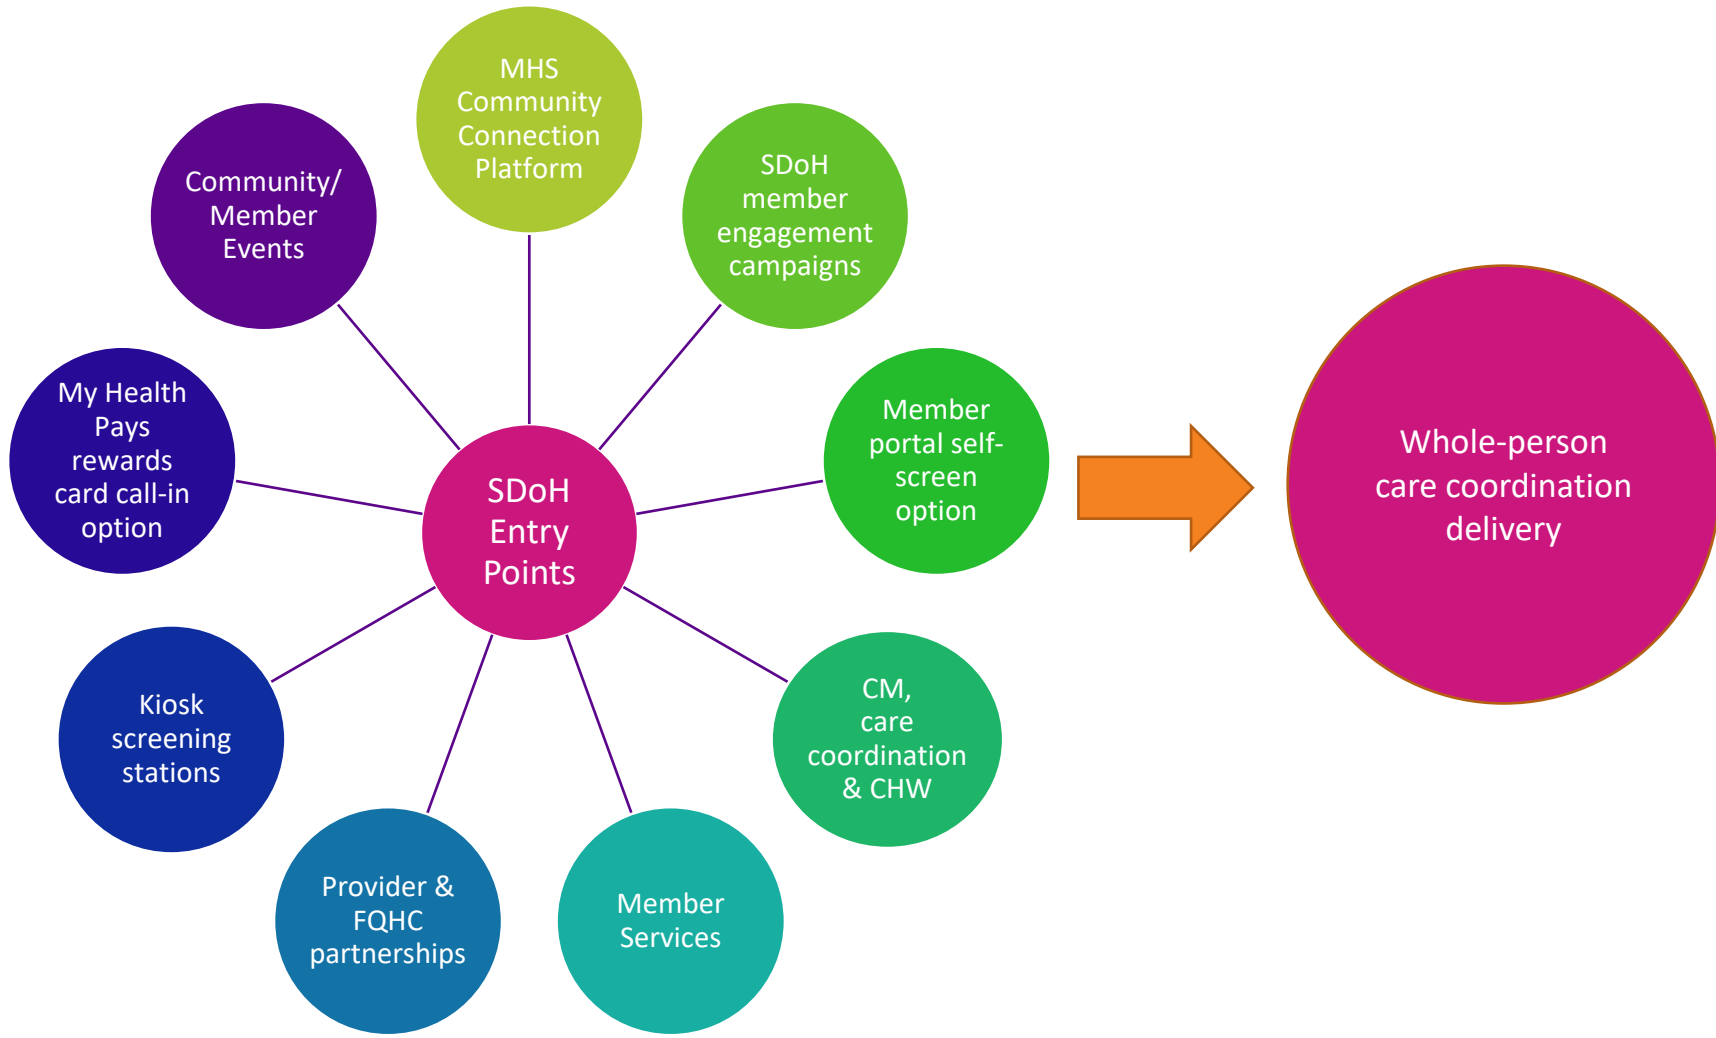 MHS
Community
Connection
Platform
SDoH
member
engagement
campaigns
Member
portal self-
screen
option
CM,
care
coordination
& CHW
Member
Services
Provider &
FQHC
partnerships
Kiosk
screening
stations
My Health
Pays
rewards
card call-in
option
Community/
Member
Events
SDoH
Entry
Points
Whole-person
care coordination
delivery